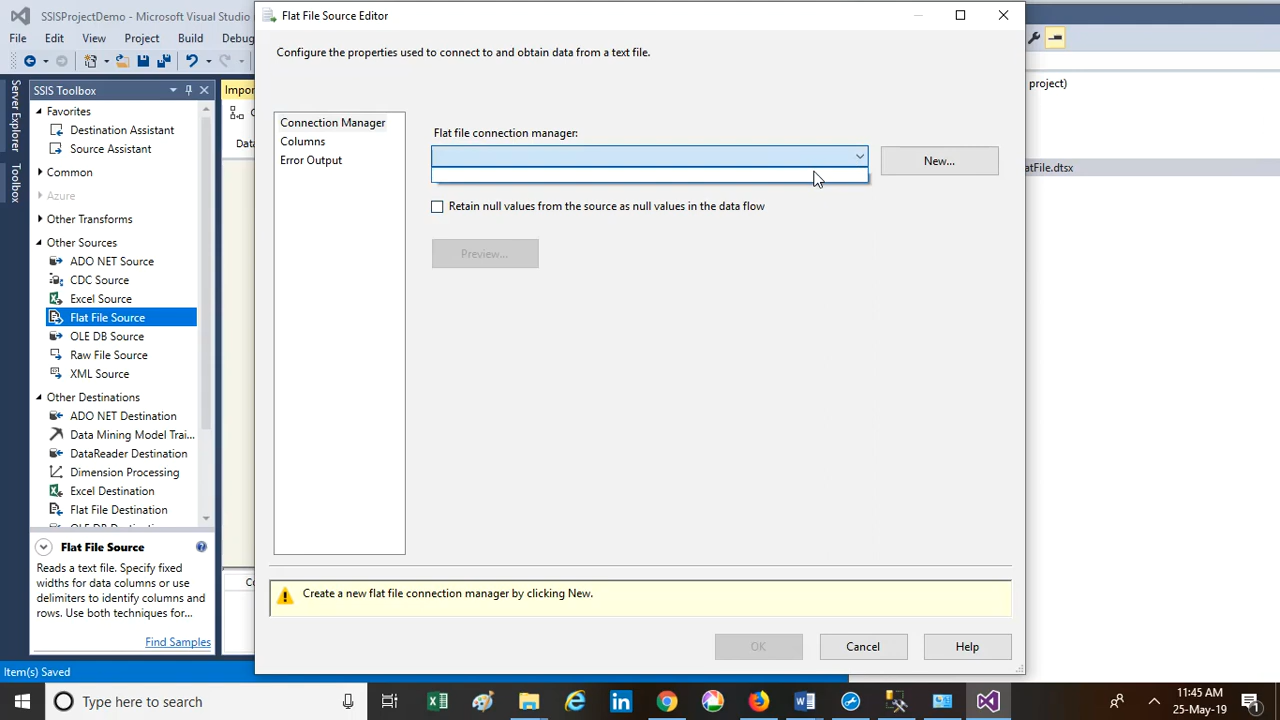 SSISProjectDemo - Microsoft Visual Studio
Flat File Source Editor
File Edit View Project Build Debug
Configure the properties used to connect to and obtain data from a text file.
SSIS Toolbox
Server Explorer
Toolbox
Favorites
Destination Assistant
Source Assistant
Common
Azure
Other Transforms
Other Sources
ADO NET Source
CDC Source
Excel Source
Flat File Source
OLE DB Source
Raw File Source
XML Source
Other Destinations
ADO NET Destination
Data Mining Model Trai...
DataReader Destination
Dimension Processing
Excel Destination
Flat File Destination
Flat File Source
Reads a text file. Specify fixed
widths for data columns or use
delimiters to identify columns and
rows. Use both techniques for...
Find Samples
Impor
Data
Co
Connection Manager
Columns
Error Output
Flat file connection manager:
New...
Retain null values from the source as null values in the data flow
Preview...
Create a new flat file connection manager by clicking New.
OK Cancel Help
project)
atFile.dtsx
Item(s) Saved
Type here to search
11:45 AM
25-May-19